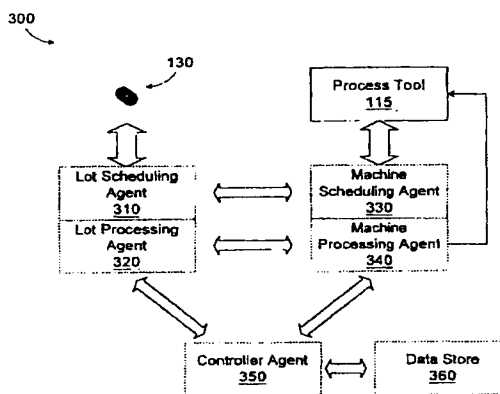 300
130
Process Tool
115
Lot Scheduling
Agent
310
Machine
Scheduling Agent
330
Lot Processing
Agent
320
Machine
Processing Agent
340
Controller Agent
350
Data Store
360